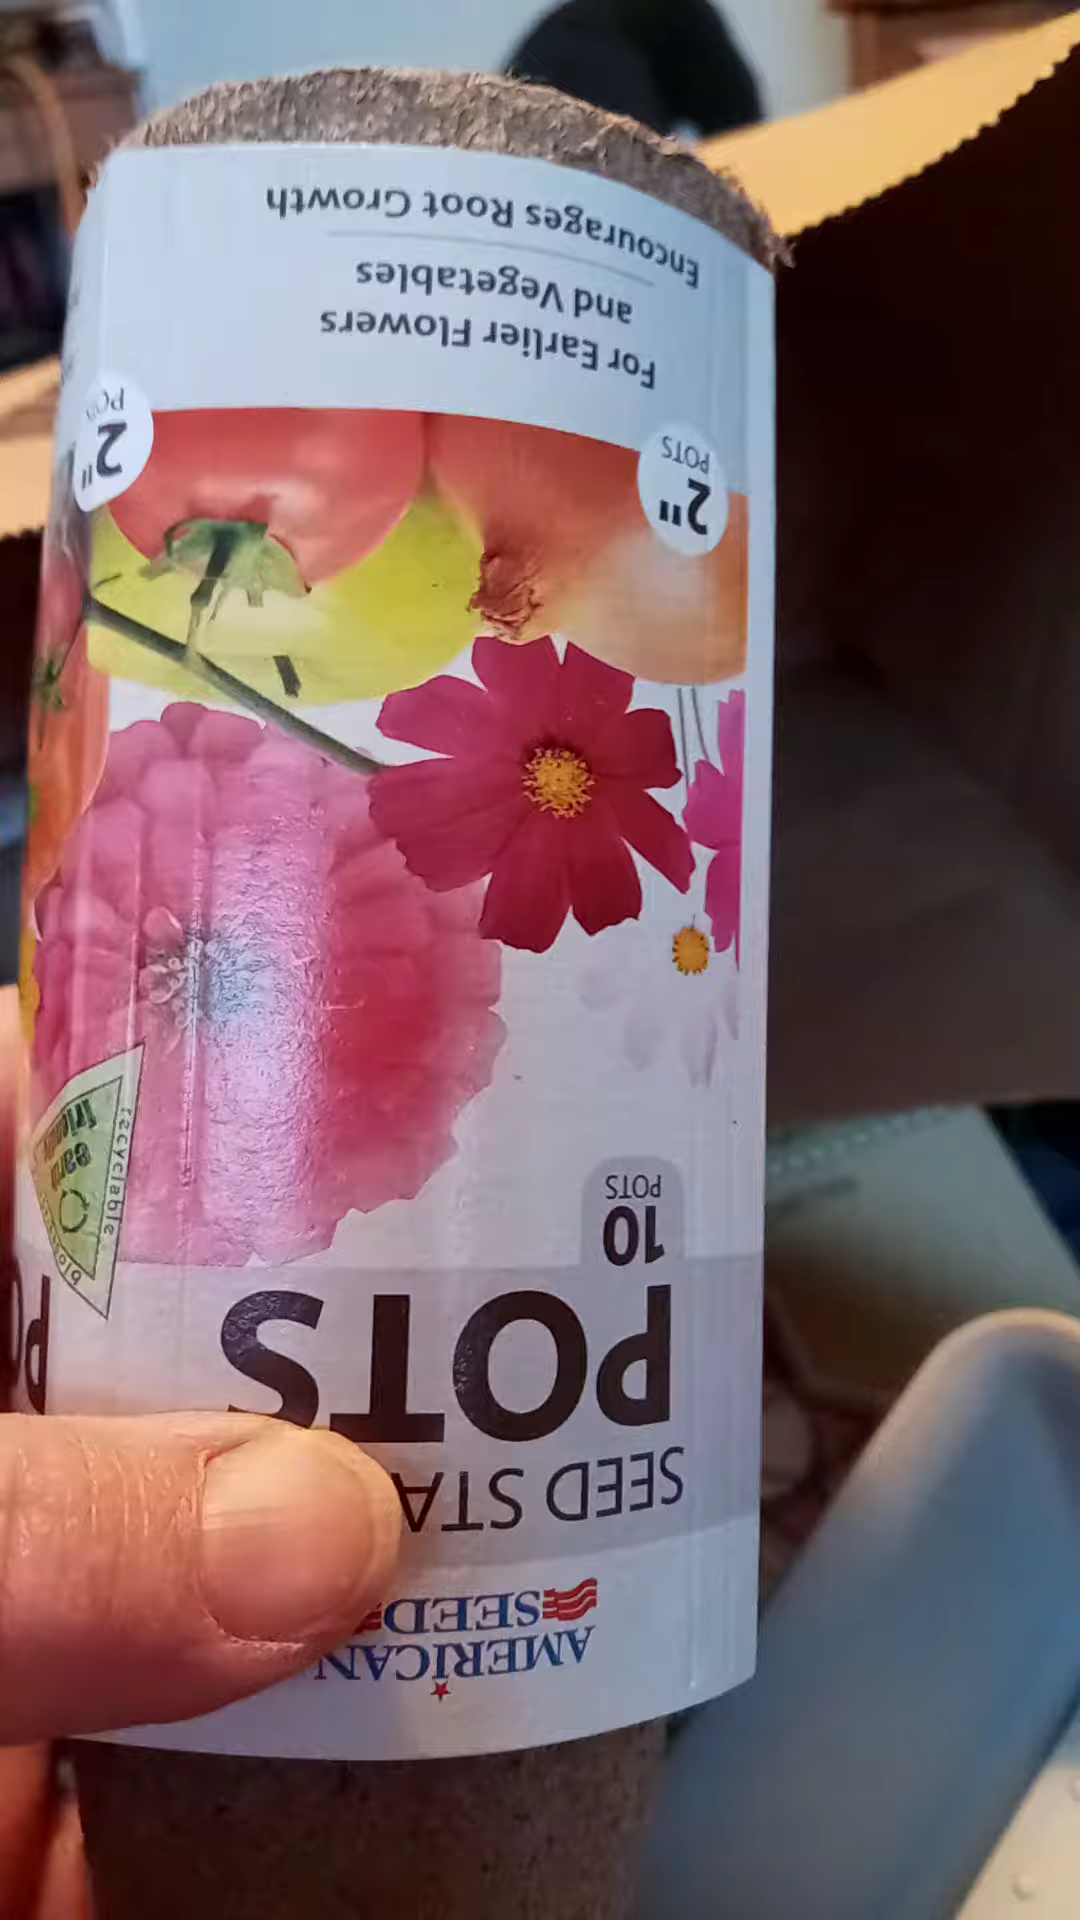 AMERICAN
SEED
SEED STA
POTS
10
POTS
recyclable
2"
POTS
2"
POTS
For Earlier Flowers
and Vegetables
Encourages Root Growth